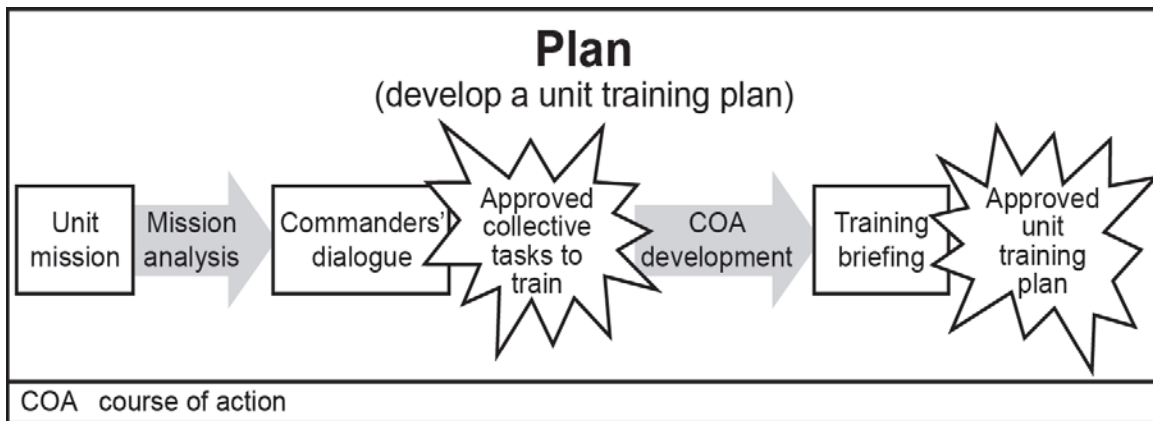 Plan
(develop a unit training plan)
Unit
mission
Mission
analysis
Commanders'
dialogue
Approved
collective
tasks to
train
COA
development
Training
briefing
Approved
unit
training
plan
COA course of action